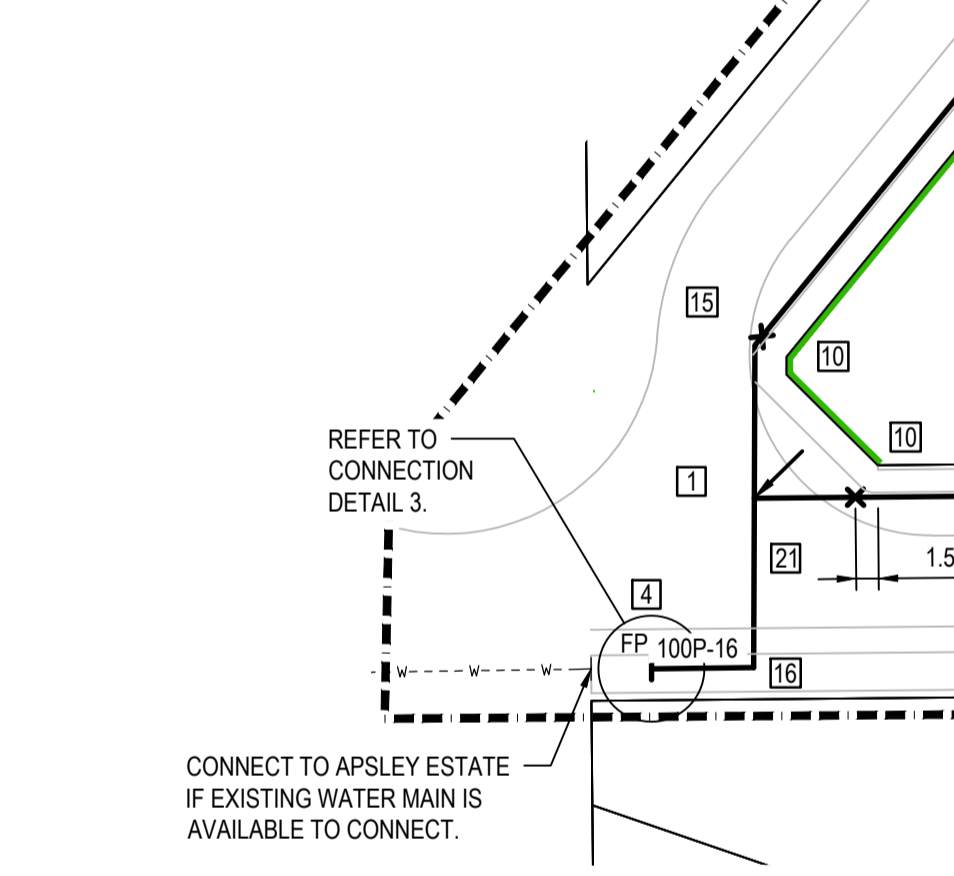 15
10
10
REFER TO
CONNECTION
DETAIL 3.
1
21
1.5
4
FP 100P-16
W W W
16
CONNECT TO APSLEY ESTATE
IF EXISTING WATER MAIN IS
AVAILABLE TO CONNECT.